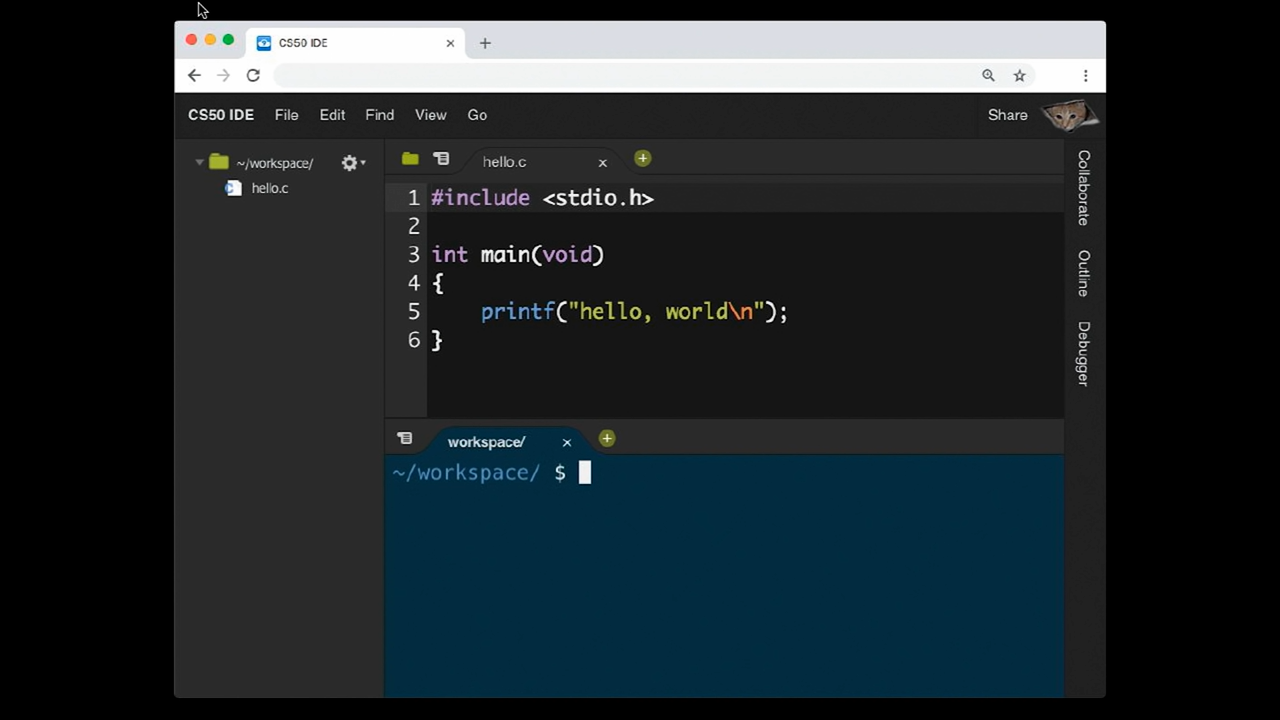 CS50 IDE
CS50 IDE File Edit Find View Go Share
~/workspace/
hello.c
hello.c
1 #include <stdio.h>
2
3 int main(void)
4 {
5 printf("hello, world\n");
6 }
workspace/
~/workspace/ $
Collaborate
Outline
Debugger